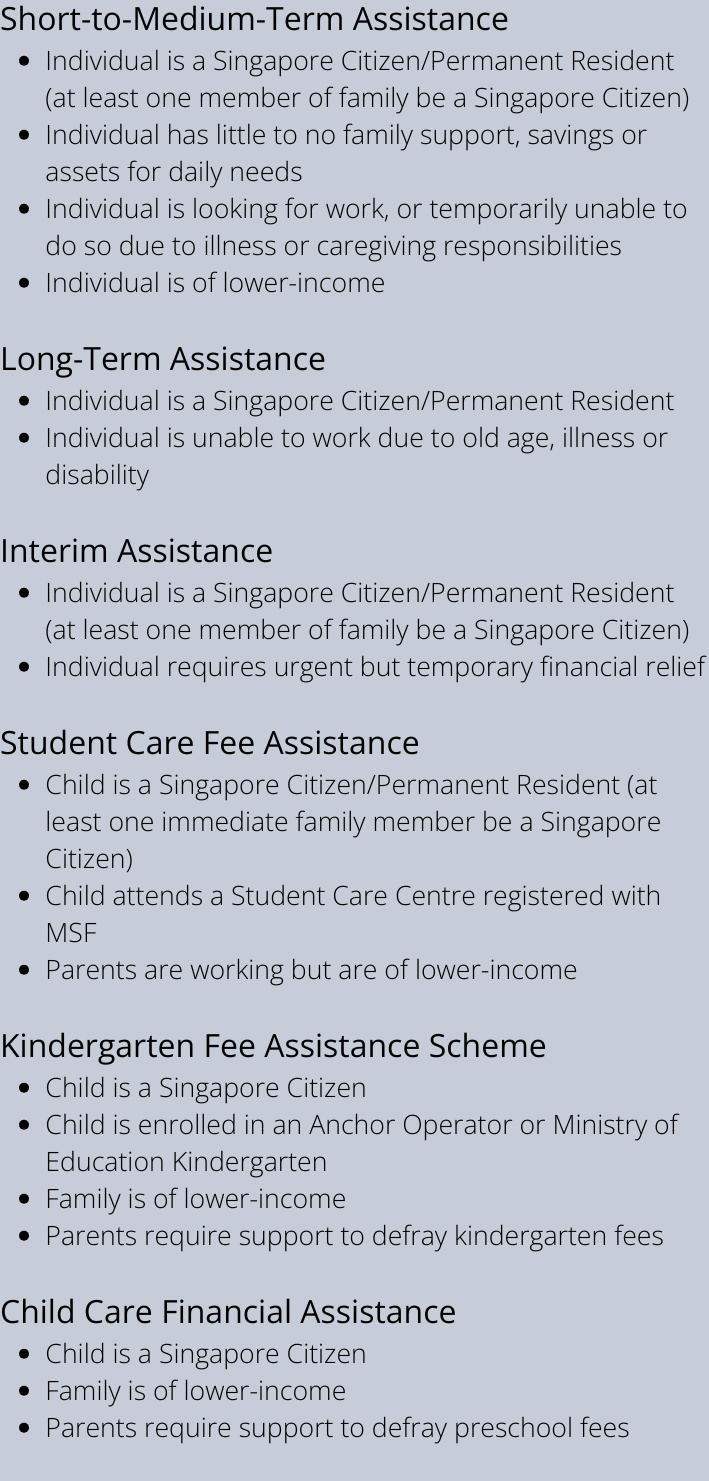 Short-to-Medium-Term Assistance
• Individual is a Singapore Citizen/Permanent Resident
(at least one member of family be a Singapore Citizen)
• Individual has little to no family support, savings or
assets for daily needs
• Individual is looking for work, or temporarily unable to
do so due to illness or caregiving responsibilities
• Individual is of lower-income
Long-Term Assistance
• Individual is a Singapore Citizen/Permanent Resident
• Individual is unable to work due to old age, illness or
disability
Interim Assistance
• Individual is a Singapore Citizen/Permanent Resident
(at least one member of family be a Singapore Citizen)
• Individual requires urgent but temporary financial relief
Student Care Fee Assistance
• Child is a Singapore Citizen/Permanent Resident (at
least one immediate family member be a Singapore
Citizen)
• Child attends a Student Care Centre registered with
MSF
• Parents are working but are of lower-income
Kindergarten Fee Assistance Scheme
• Child is a Singapore Citizen
• Child is enrolled in an Anchor Operator or Ministry of
Education Kindergarten
• Family is of lower-income
• Parents require support to defray kindergarten fees
Child Care Financial Assistance
• Child is a Singapore Citizen
• Family is of lower-income
• Parents require support to defray preschool fees